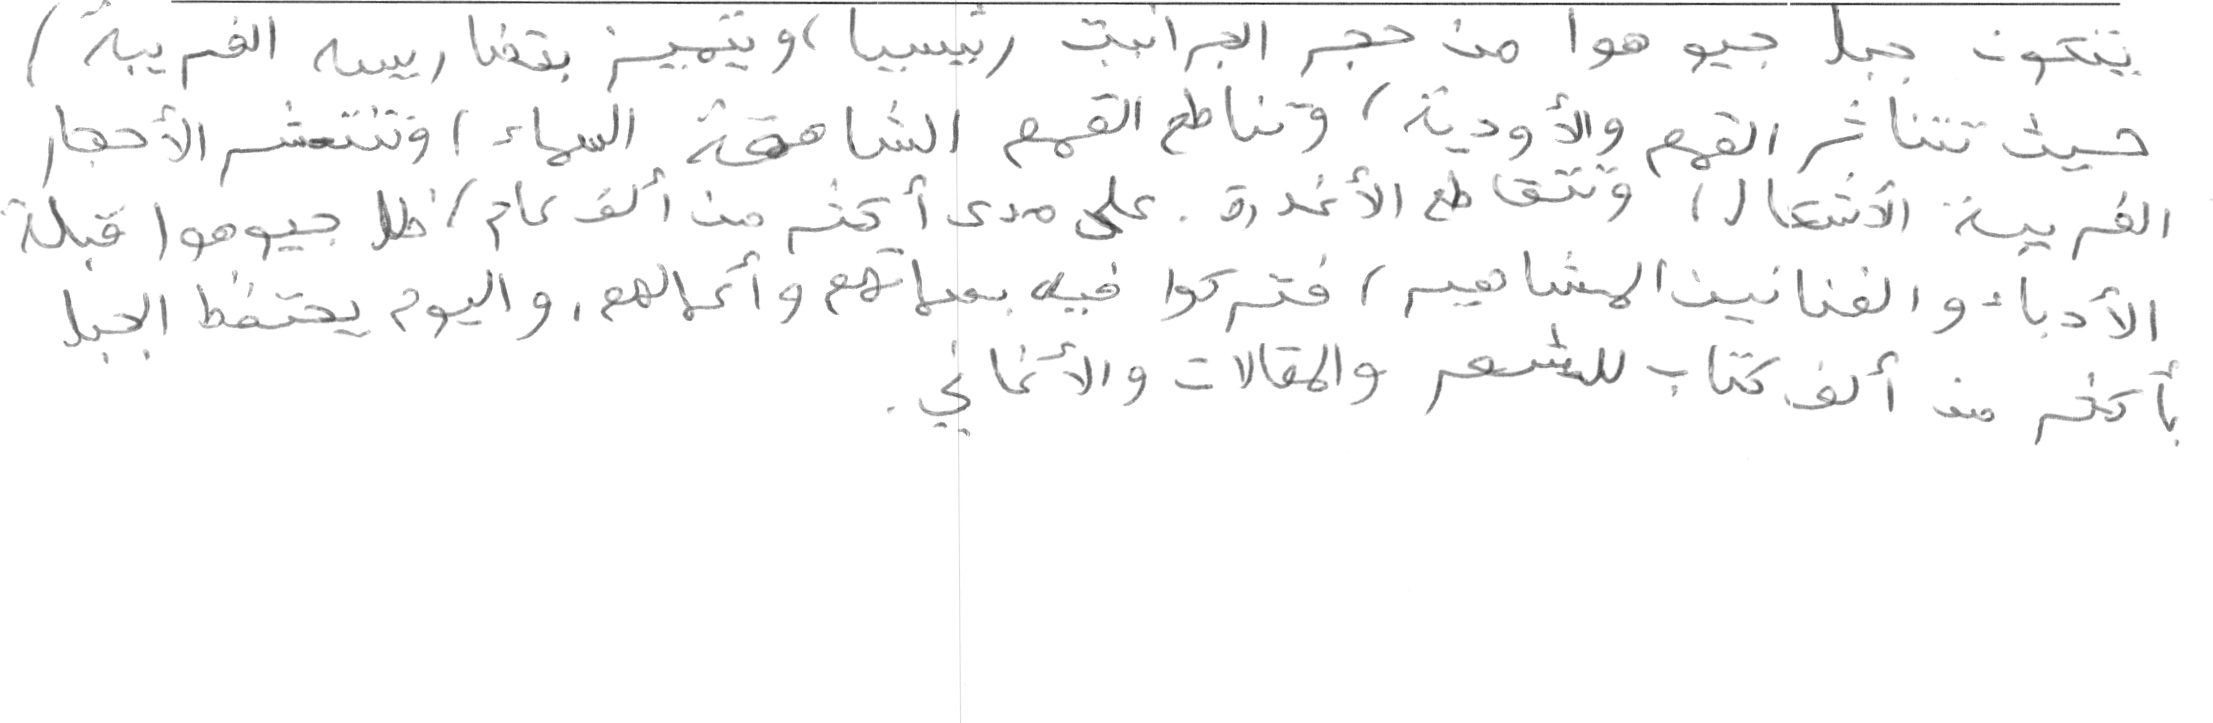 يتكون جبل جيوهوا من حجر الجرانيت رئيسيا، ويتميز بتضاريسه الغريبة،
حيث تتناثر القمم والأودية، وتناطح القمم الشاهقة السماء، وتنتشر الأحجار
الغريبة الأشكال، وتتقاطع الأغدرة. على مدى أكثر من ألف عام، ظل جيوهوا قبلة
الأدباء والفنانين المشاهير، فتركوا فيه بصماتهم وأعمالهم، واليوم يحتفظ الجبل
بأكثر من ألف كتاب للشعر والمقالات والأغاني.